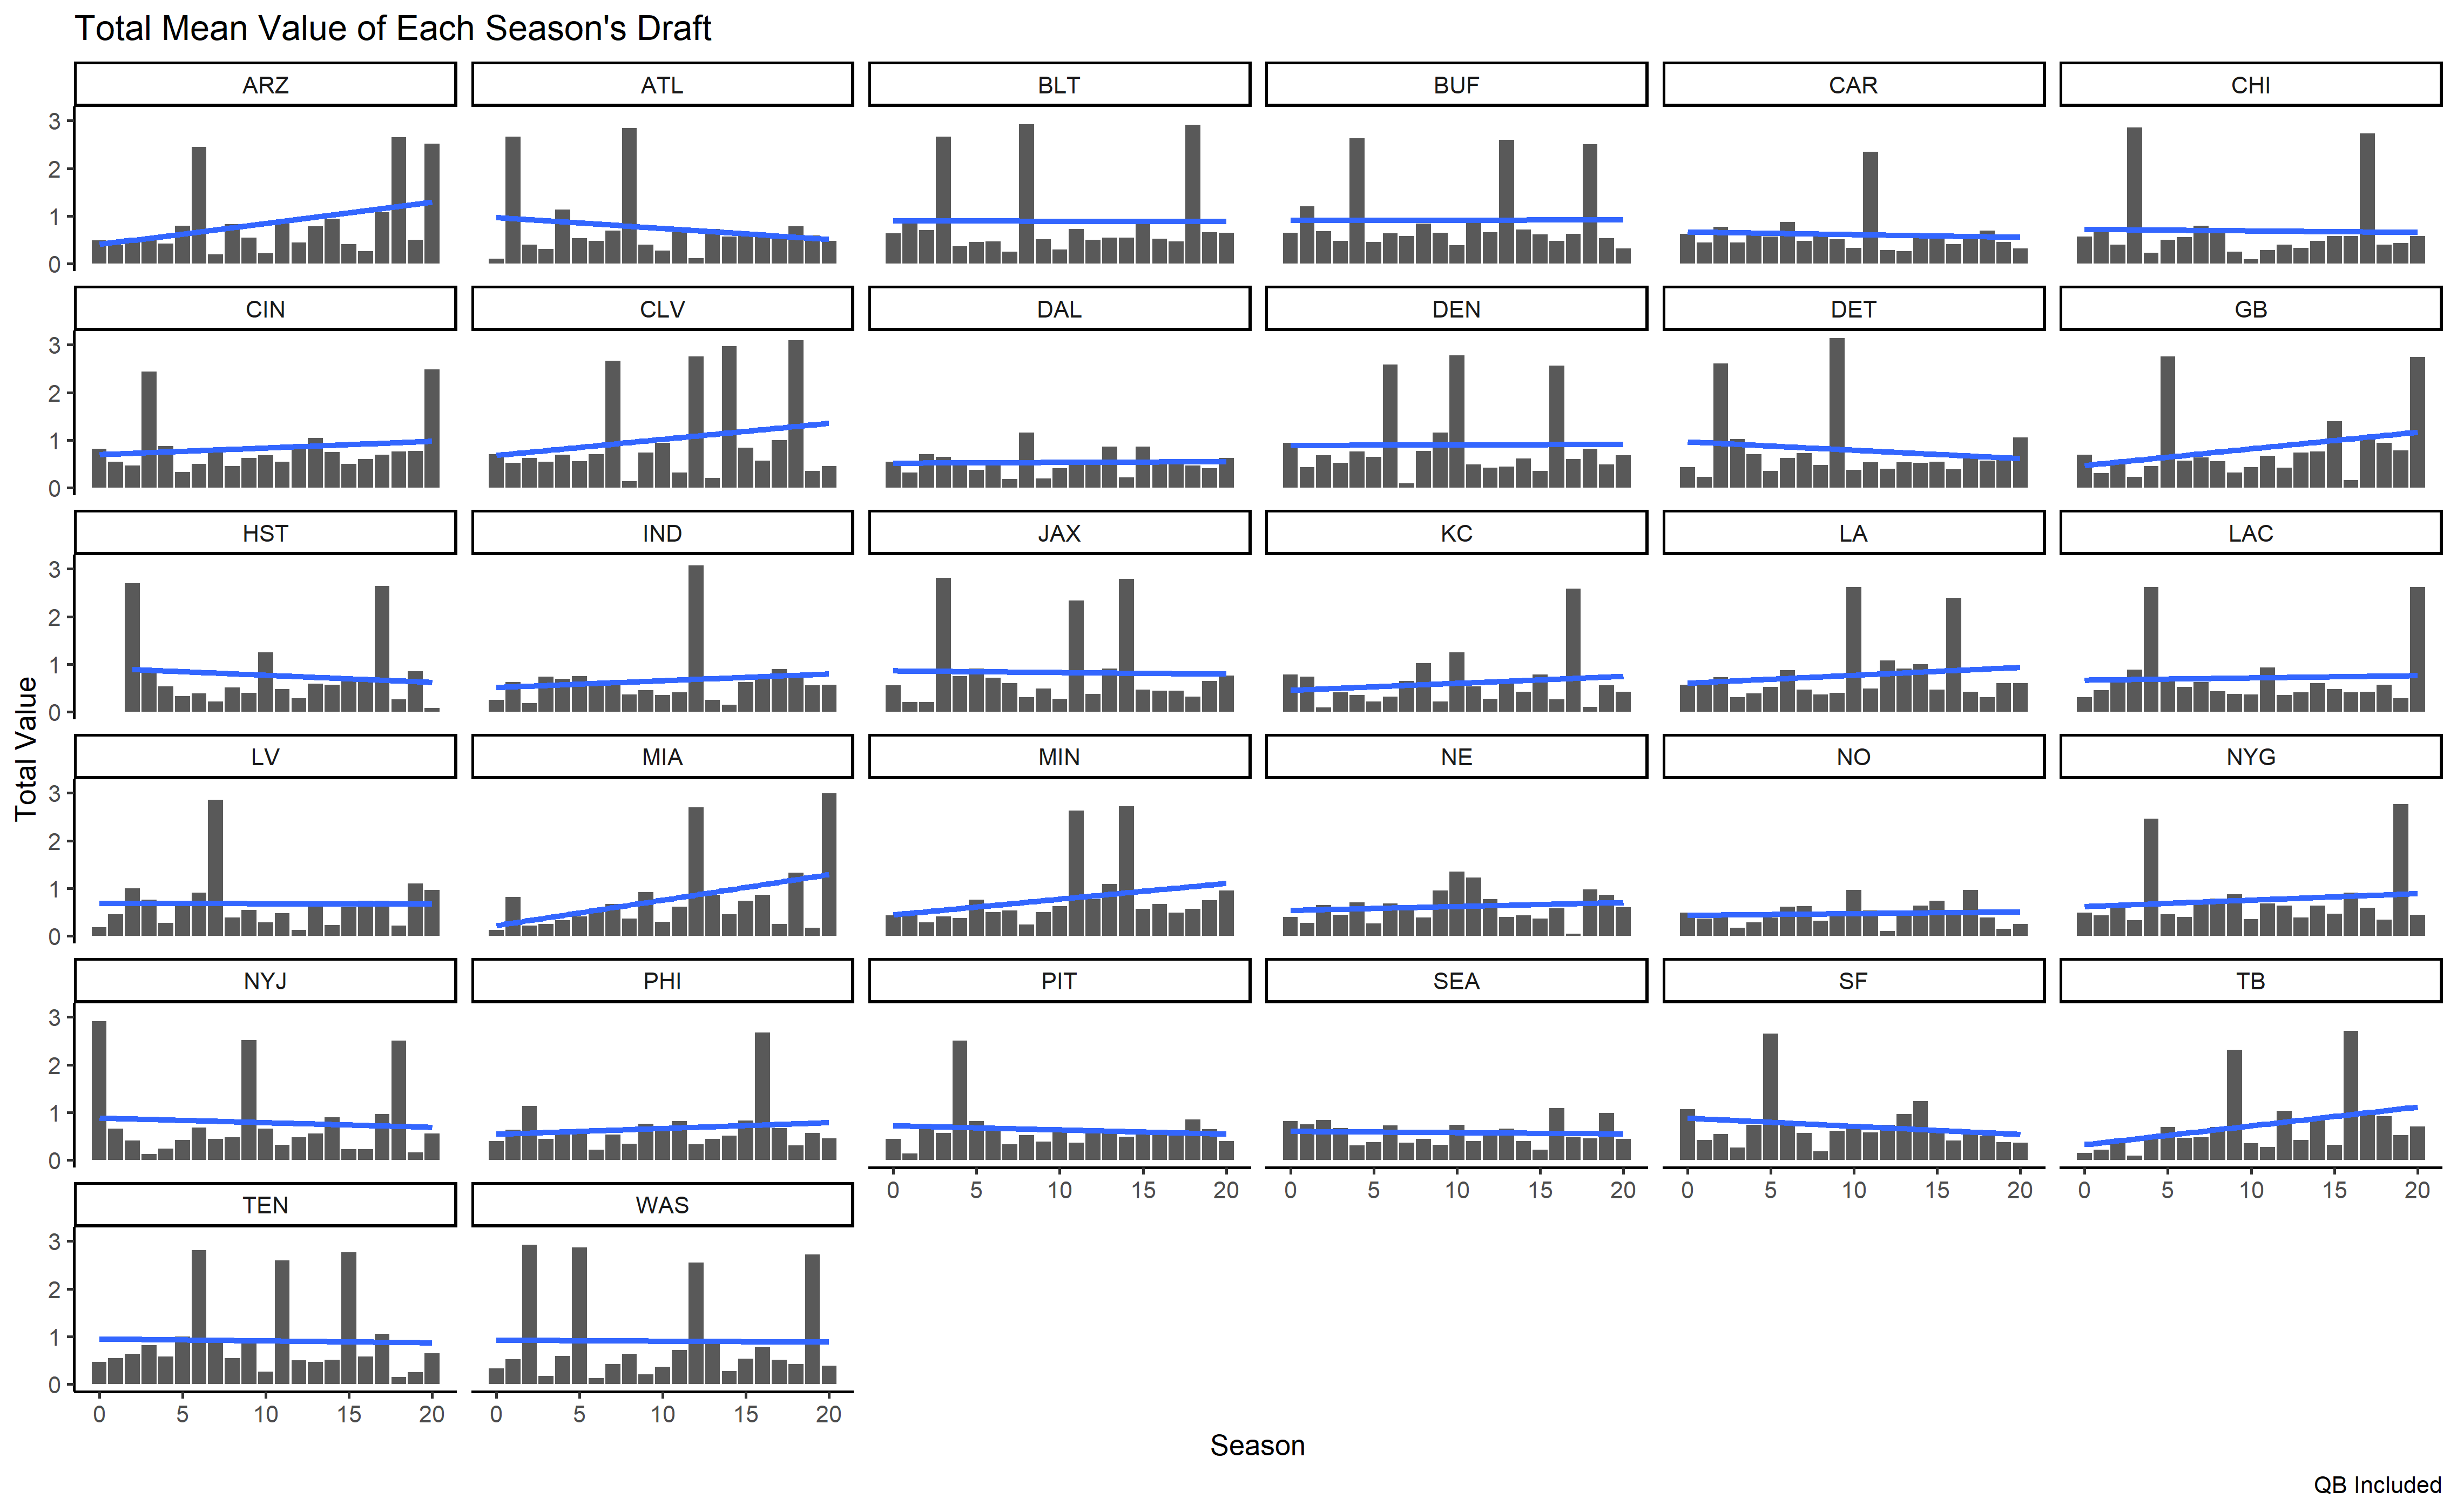 Total Mean Value of Each Season's Draft
ARZ ATL BLT BUF CAR CHI
3
2
1
0
CIN CLV DAL DEN DET GB
3
2
1
0
HST IND JAX KC LA LAC
3
2
1
0
Total Value
LV MIA MIN NE NO NYG
3
2
1
0
NYJ PHI PIT SEA SF TB
3
2
1
0
0 5 10 15 20 0 5 10 15 20 0 5 10 15 20 0 5 10 15 20
TEN WAS
3
2
1
0
0 5 10 15 20 0 5 10 15 20
Season
QB Included